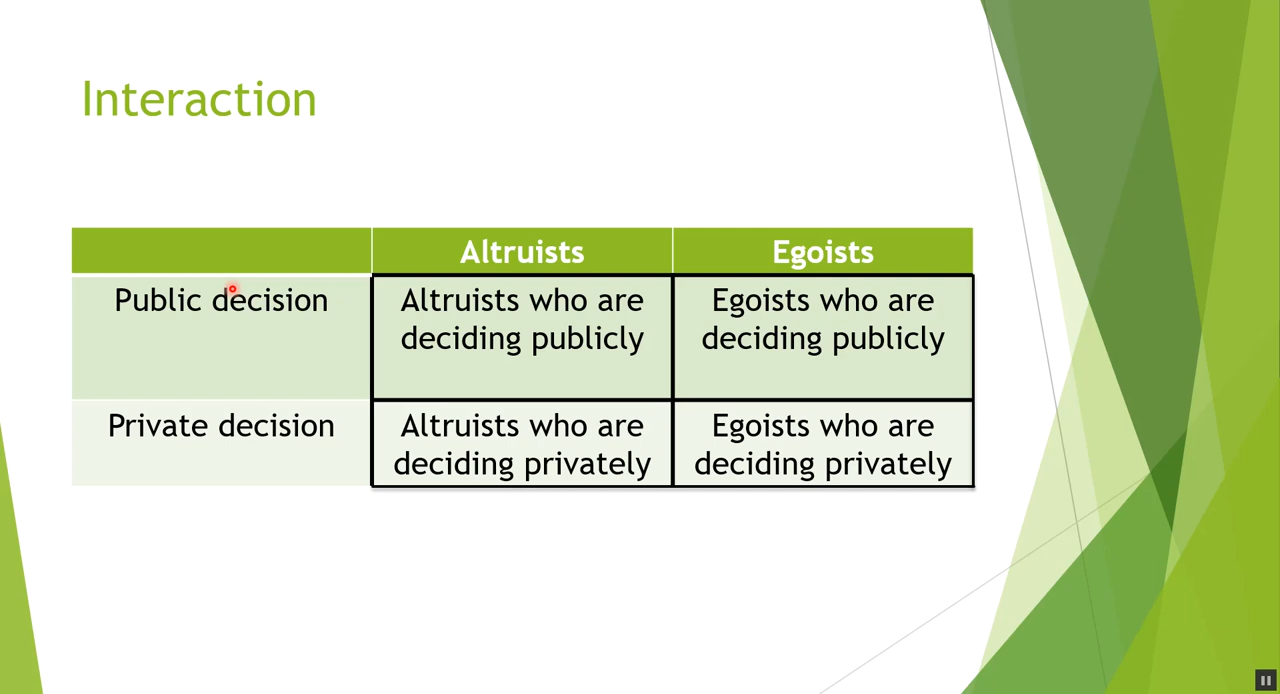 Interaction
Altruists
Egoists
Public decision
Altruists who are
deciding publicly
Egoists who are
deciding publicly
Private decision
Altruists who are
deciding privately
Egoists who are
deciding privately